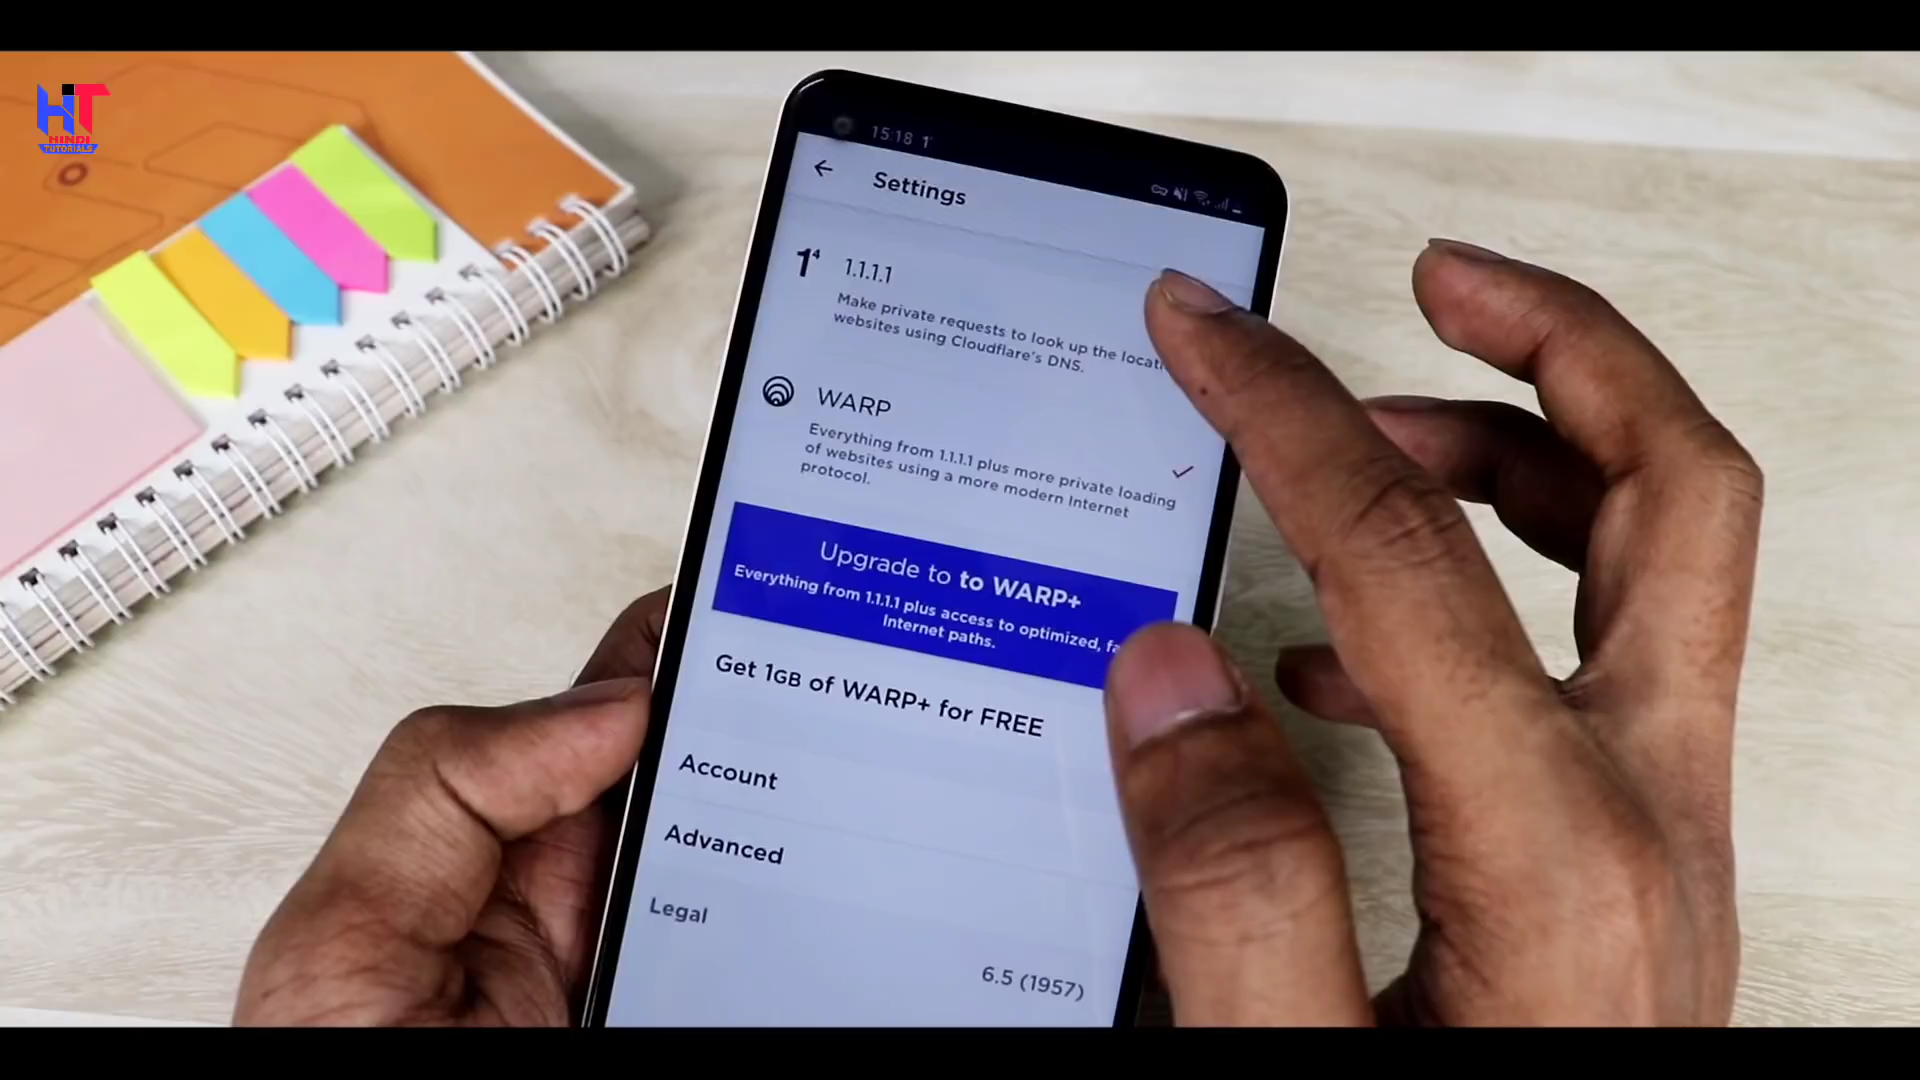 HT
HINDI
TUTORIALS
15:18
Settings
1.1.1.1
Make private requests to look up the
websites using Cloudflare's DNS.
WARP
Everything from 1.1.1.1 plus more private loading
of websites using a more modern Internet
protocol.
Upgrade to to WARP+
Everything from 1.1.1.1 plus access to optimized,
Internet paths.
Get 1GB of WARP+ for FREE
Account
Advanced
Legal
6.5 (1957)